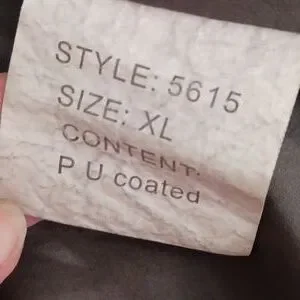 STYLE: 5615
SIZE: XL
CONTENT:
P U coated